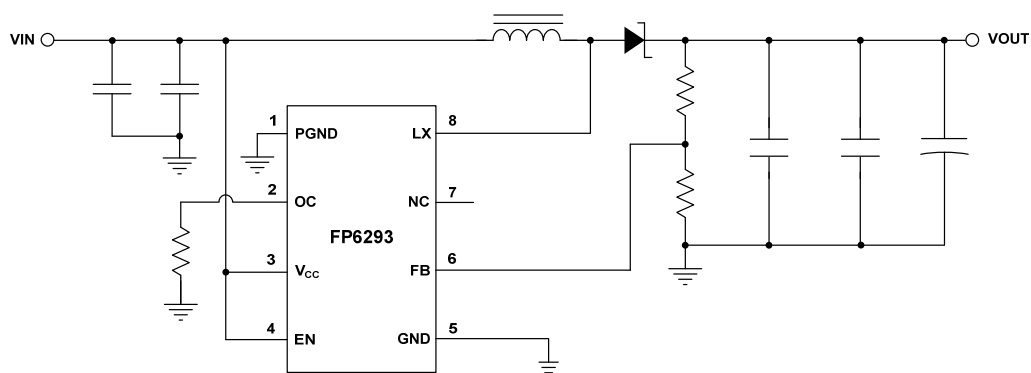 VIN
VOUT
1
PGND
LX
8
2
OC
NC
7
FP6293
3
VCC
FB
6
4
EN
GND
5